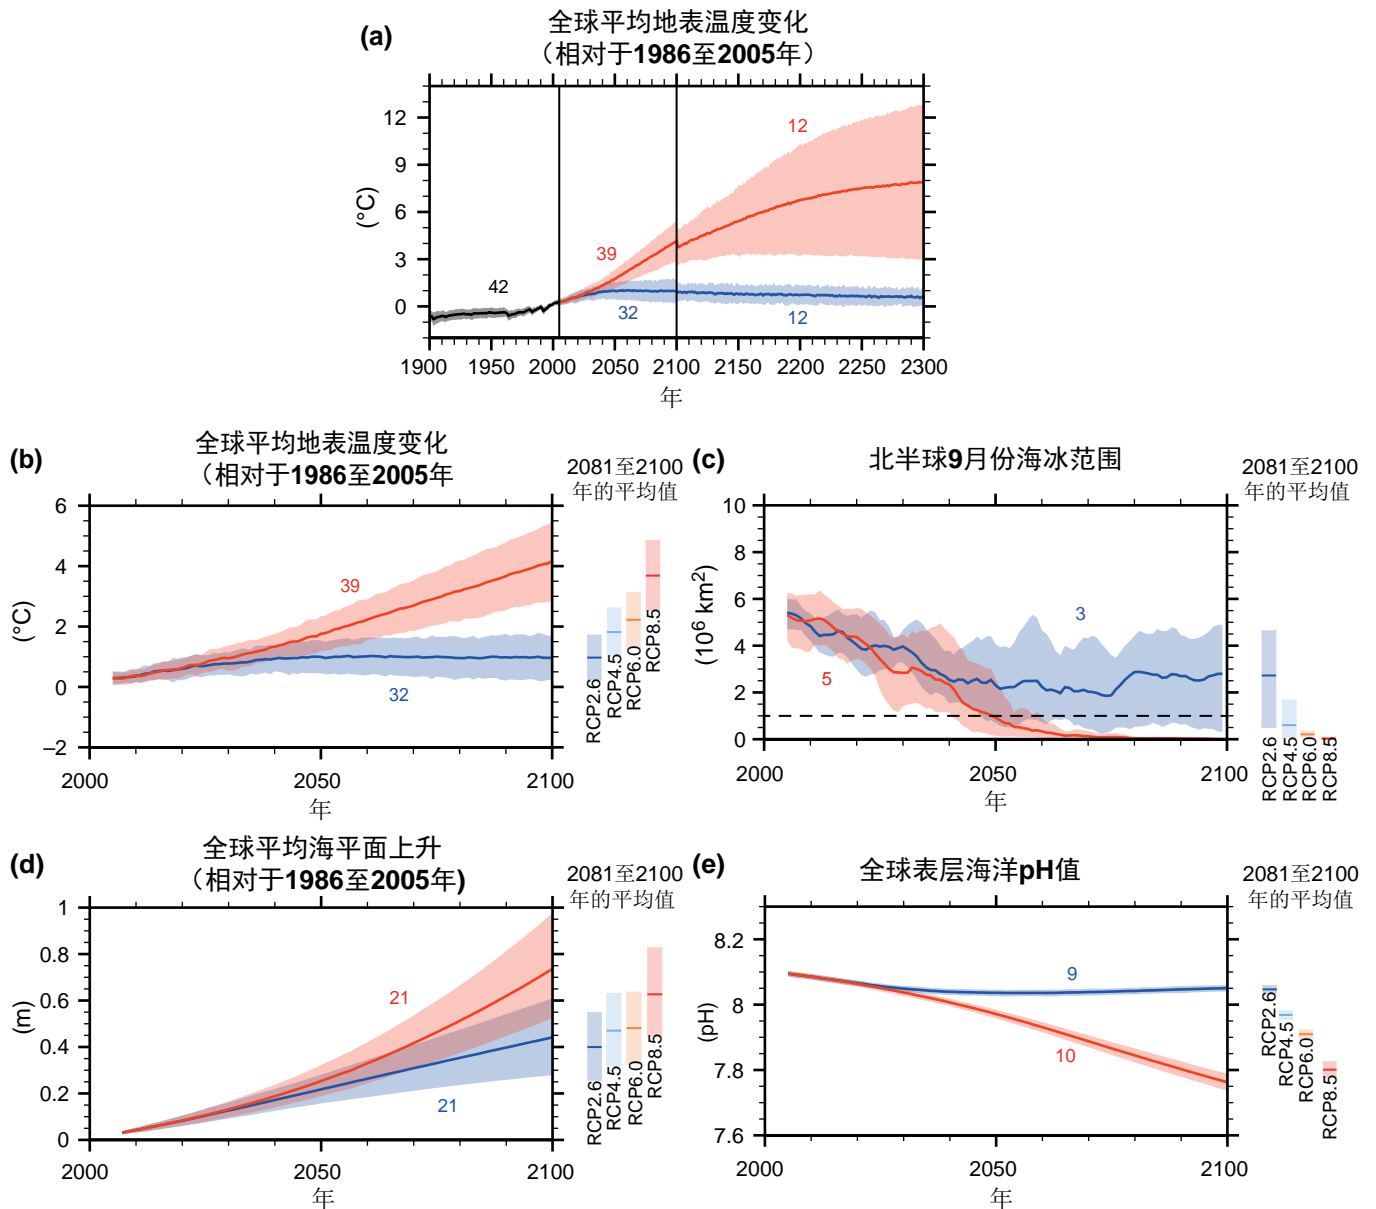 (a)
全球平均地表温度变化
（相对于1986至2005年）
(°C)
12
9
6
3
0
12
39
42
32
12
1900 1950 2000 2050 2100 2150 2200 2250 2300
年
(b)
全球平均地表温度变化
（相对于1986至2005年
2081至2100
年的平均值
(°C)
6
4
2
0
–2
39
32
2000 2050 2100
年
RCP2.6
RCP4.5
RCP6.0
RCP8.5
(c)
北半球9月份海冰范围
2081至2100
年的平均值
(10⁶ km²)
10
8
6
4
2
0
3
5
2000 2050 2100
年
RCP2.6
RCP4.5
RCP6.0
RCP8.5
(d)
全球平均海平面上升
（相对于1986至2005年)
2081至2100
年的平均值
(m)
1
0.8
0.6
0.4
0.2
0
21
21
2000 2050 2100
年
RCP2.6
RCP4.5
RCP6.0
RCP8.5
(e)
全球表层海洋pH值
2081至2100
年的平均值
(pH)
8.2
8
7.8
7.6
9
10
2000 2050 2100
年
RCP2.6
RCP4.5
RCP6.0
RCP8.5